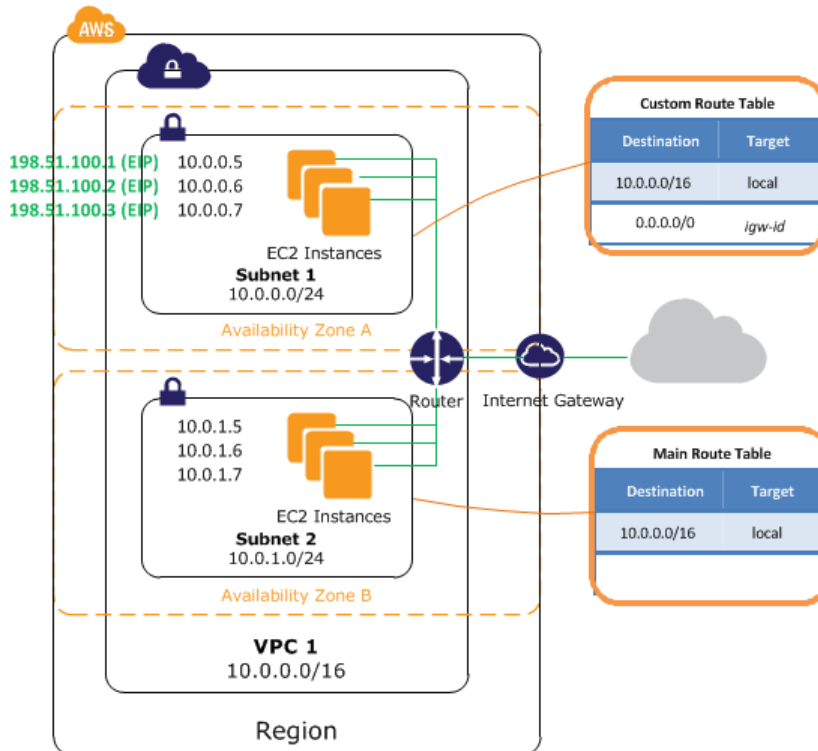 AWS
198.51.100.1 (EIP) 10.0.0.5
198.51.100.2 (EIP) 10.0.0.6
198.51.100.3 (EIP) 10.0.0.7
EC2 Instances
Subnet 1
10.0.0.0/24
Availability Zone A
Custom Route Table
Destination Target
10.0.0.0/16 local
0.0.0.0/0 igw-id
Router
Internet Gateway
10.0.1.5
10.0.1.6
10.0.1.7
EC2 Instances
Subnet 2
10.0.1.0/24
Availability Zone B
Main Route Table
Destination Target
10.0.0.0/16 local
VPC 1
10.0.0.0/16
Region